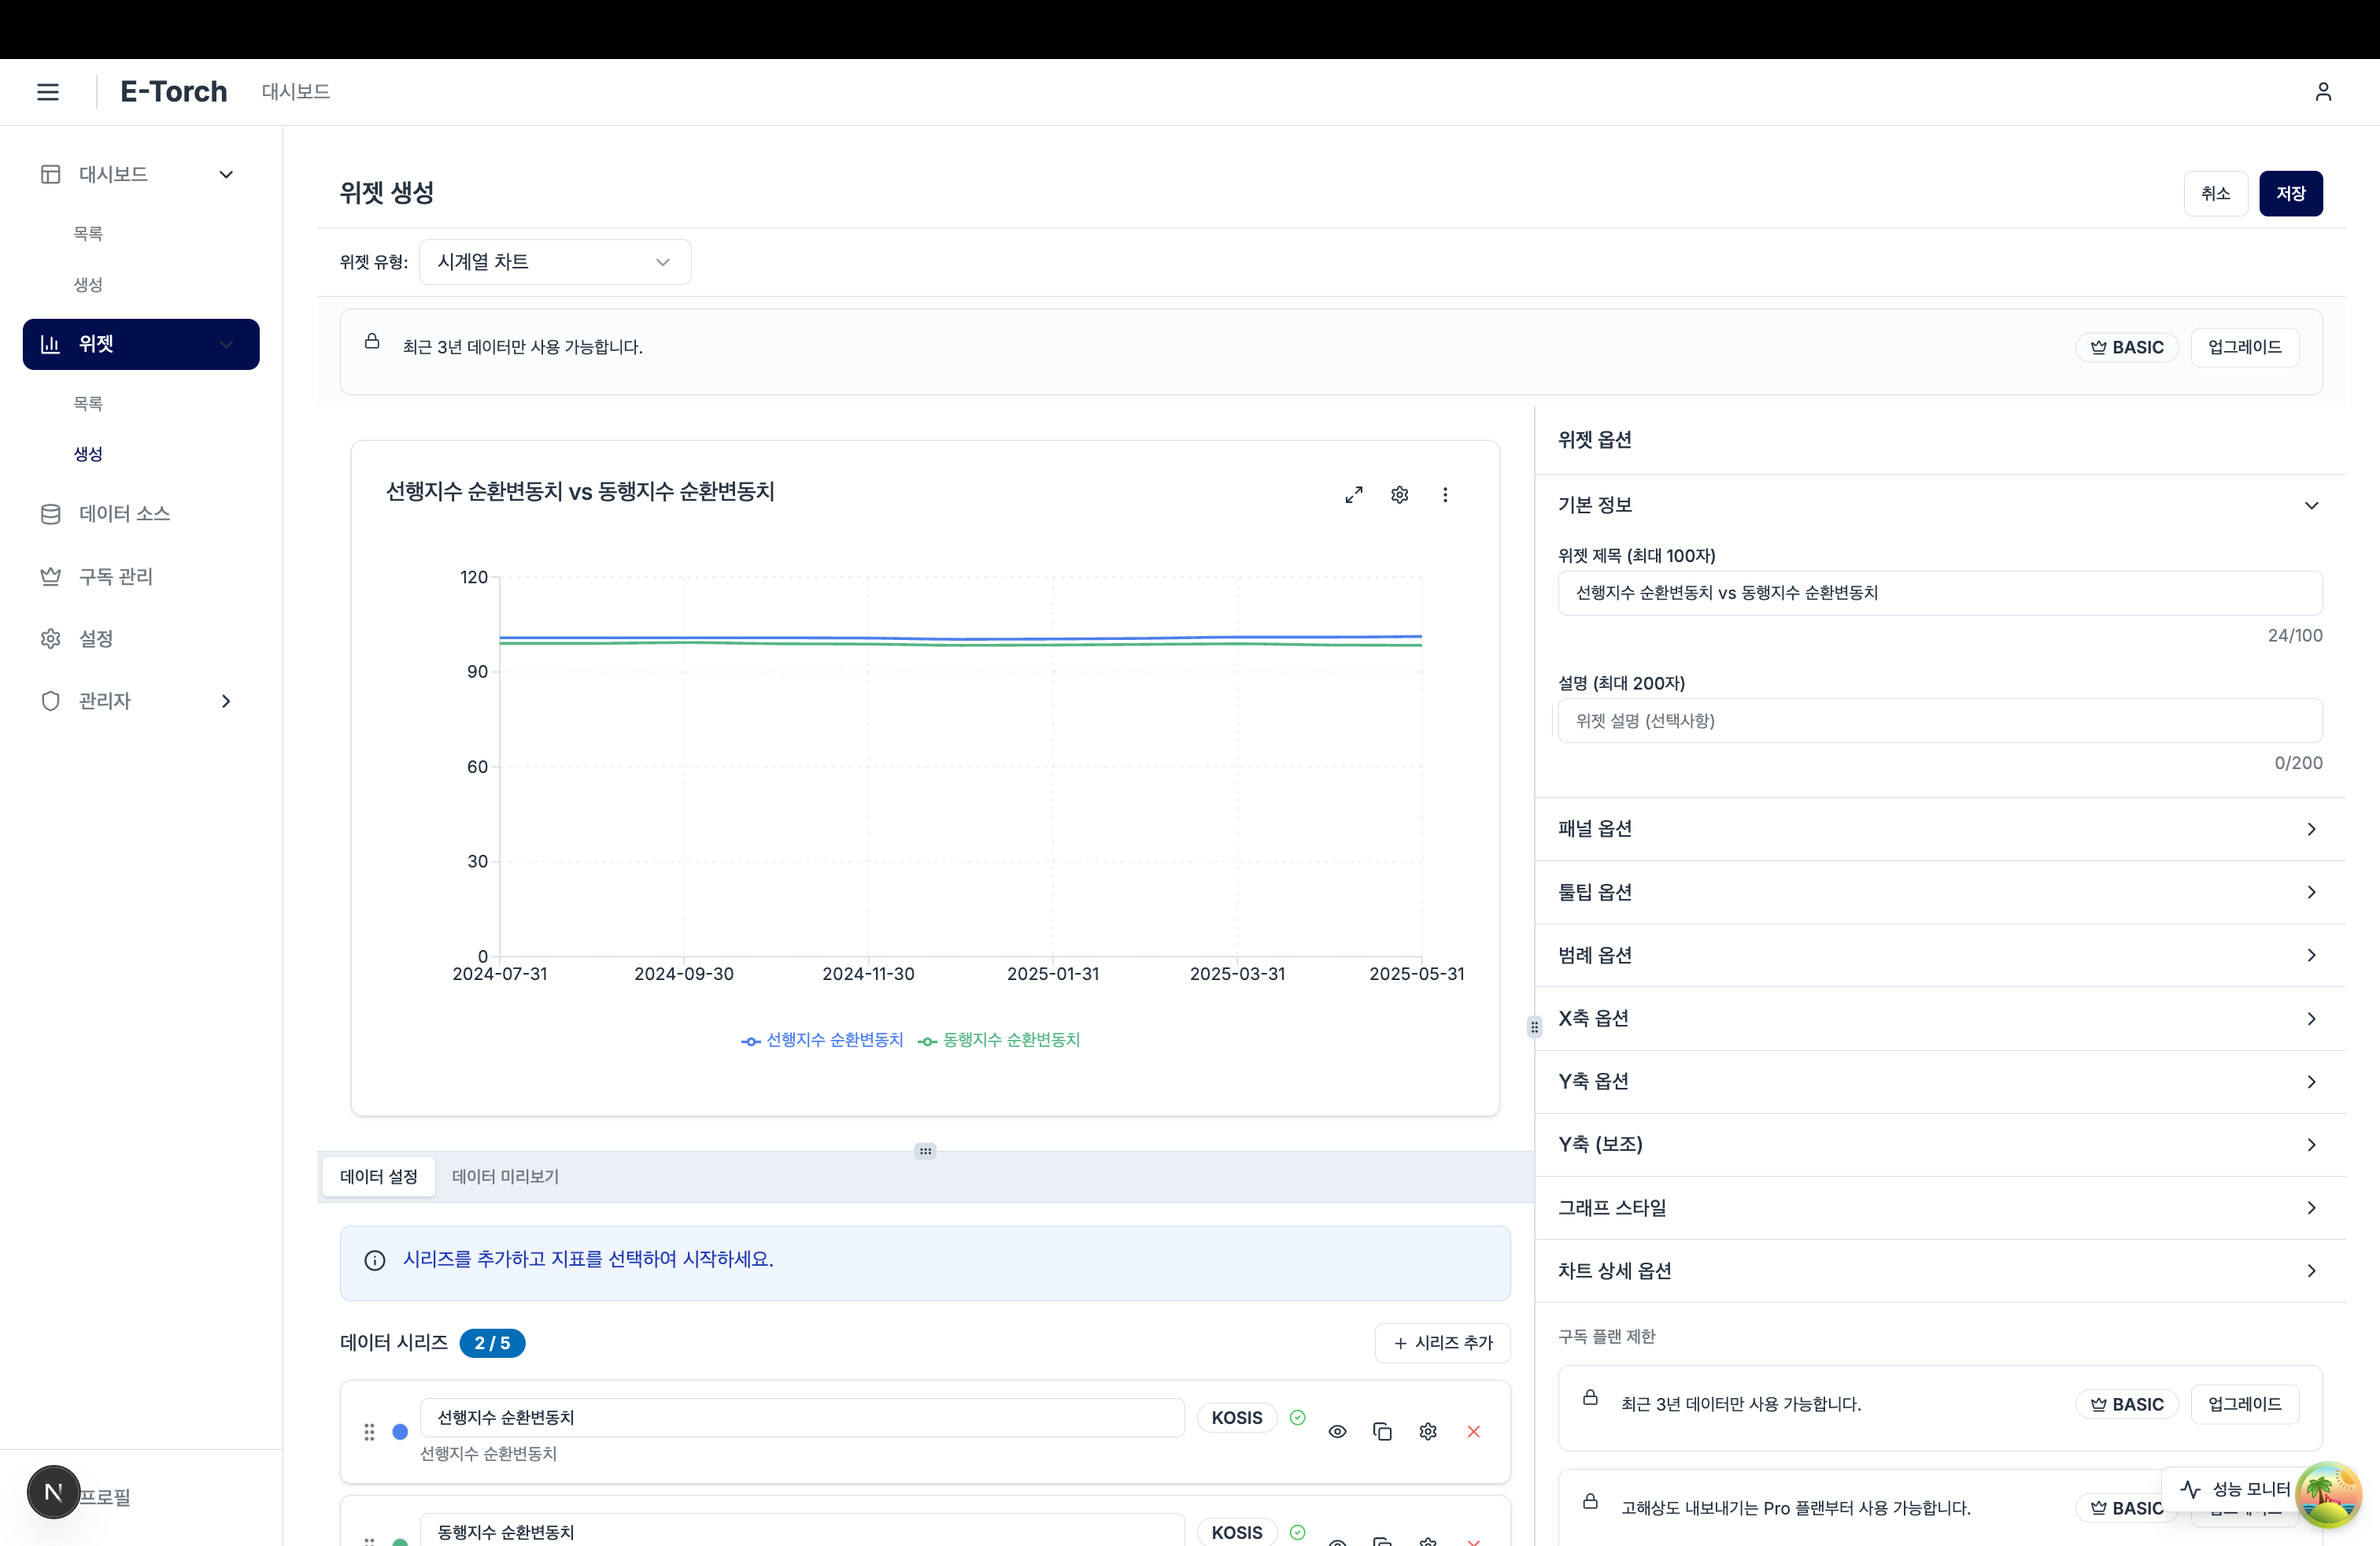 E-Torch
대시보드
대시보드
목록
생성
위젯
목록
생성
데이터 소스
구독 관리
설정
관리자
N
프로필
위젯 생성
취소
저장
위젯 유형:
시계열 차트
최근 3년 데이터만 사용 가능합니다.
BASIC
업그레이드
선행지수 순환변동치 vs 동행지수 순환변동치
120
90
60
30
0
2024-07-31
2024-09-30
2024-11-30
2025-01-31
2025-03-31
2025-05-31
선행지수 순환변동치
동행지수 순환변동치
데이터 설정
데이터 미리보기
시리즈를 추가하고 지표를 선택하여 시작하세요.
데이터 시리즈
2 / 5
시리즈 추가
선행지수 순환변동치
KOSIS
선행지수 순환변동치
동행지수 순환변동치
KOSIS
위젯 옵션
기본 정보
위젯 제목 (최대 100자)
선행지수 순환변동치 vs 동행지수 순환변동치
24/100
설명 (최대 200자)
위젯 설명 (선택사항)
0/200
패널 옵션
툴팁 옵션
범례 옵션
X축 옵션
Y축 옵션
Y축 (보조)
그래프 스타일
차트 상세 옵션
구독 플랜 제한
최근 3년 데이터만 사용 가능합니다.
BASIC
업그레이드
고해상도 내보내기는 Pro 플랜부터 사용 가능합니다.
BASIC
성능 모니터